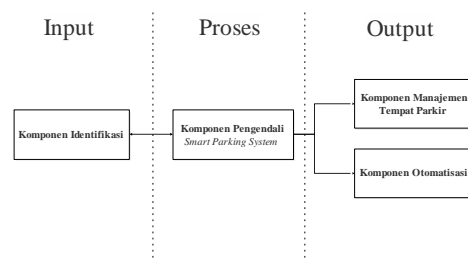 Input
Proses
Output
Komponen Identifikasi
Komponen Pengendali
Smart Parking System
Komponen Manajemen
Tempat Parkir
Komponen Otomatisasi